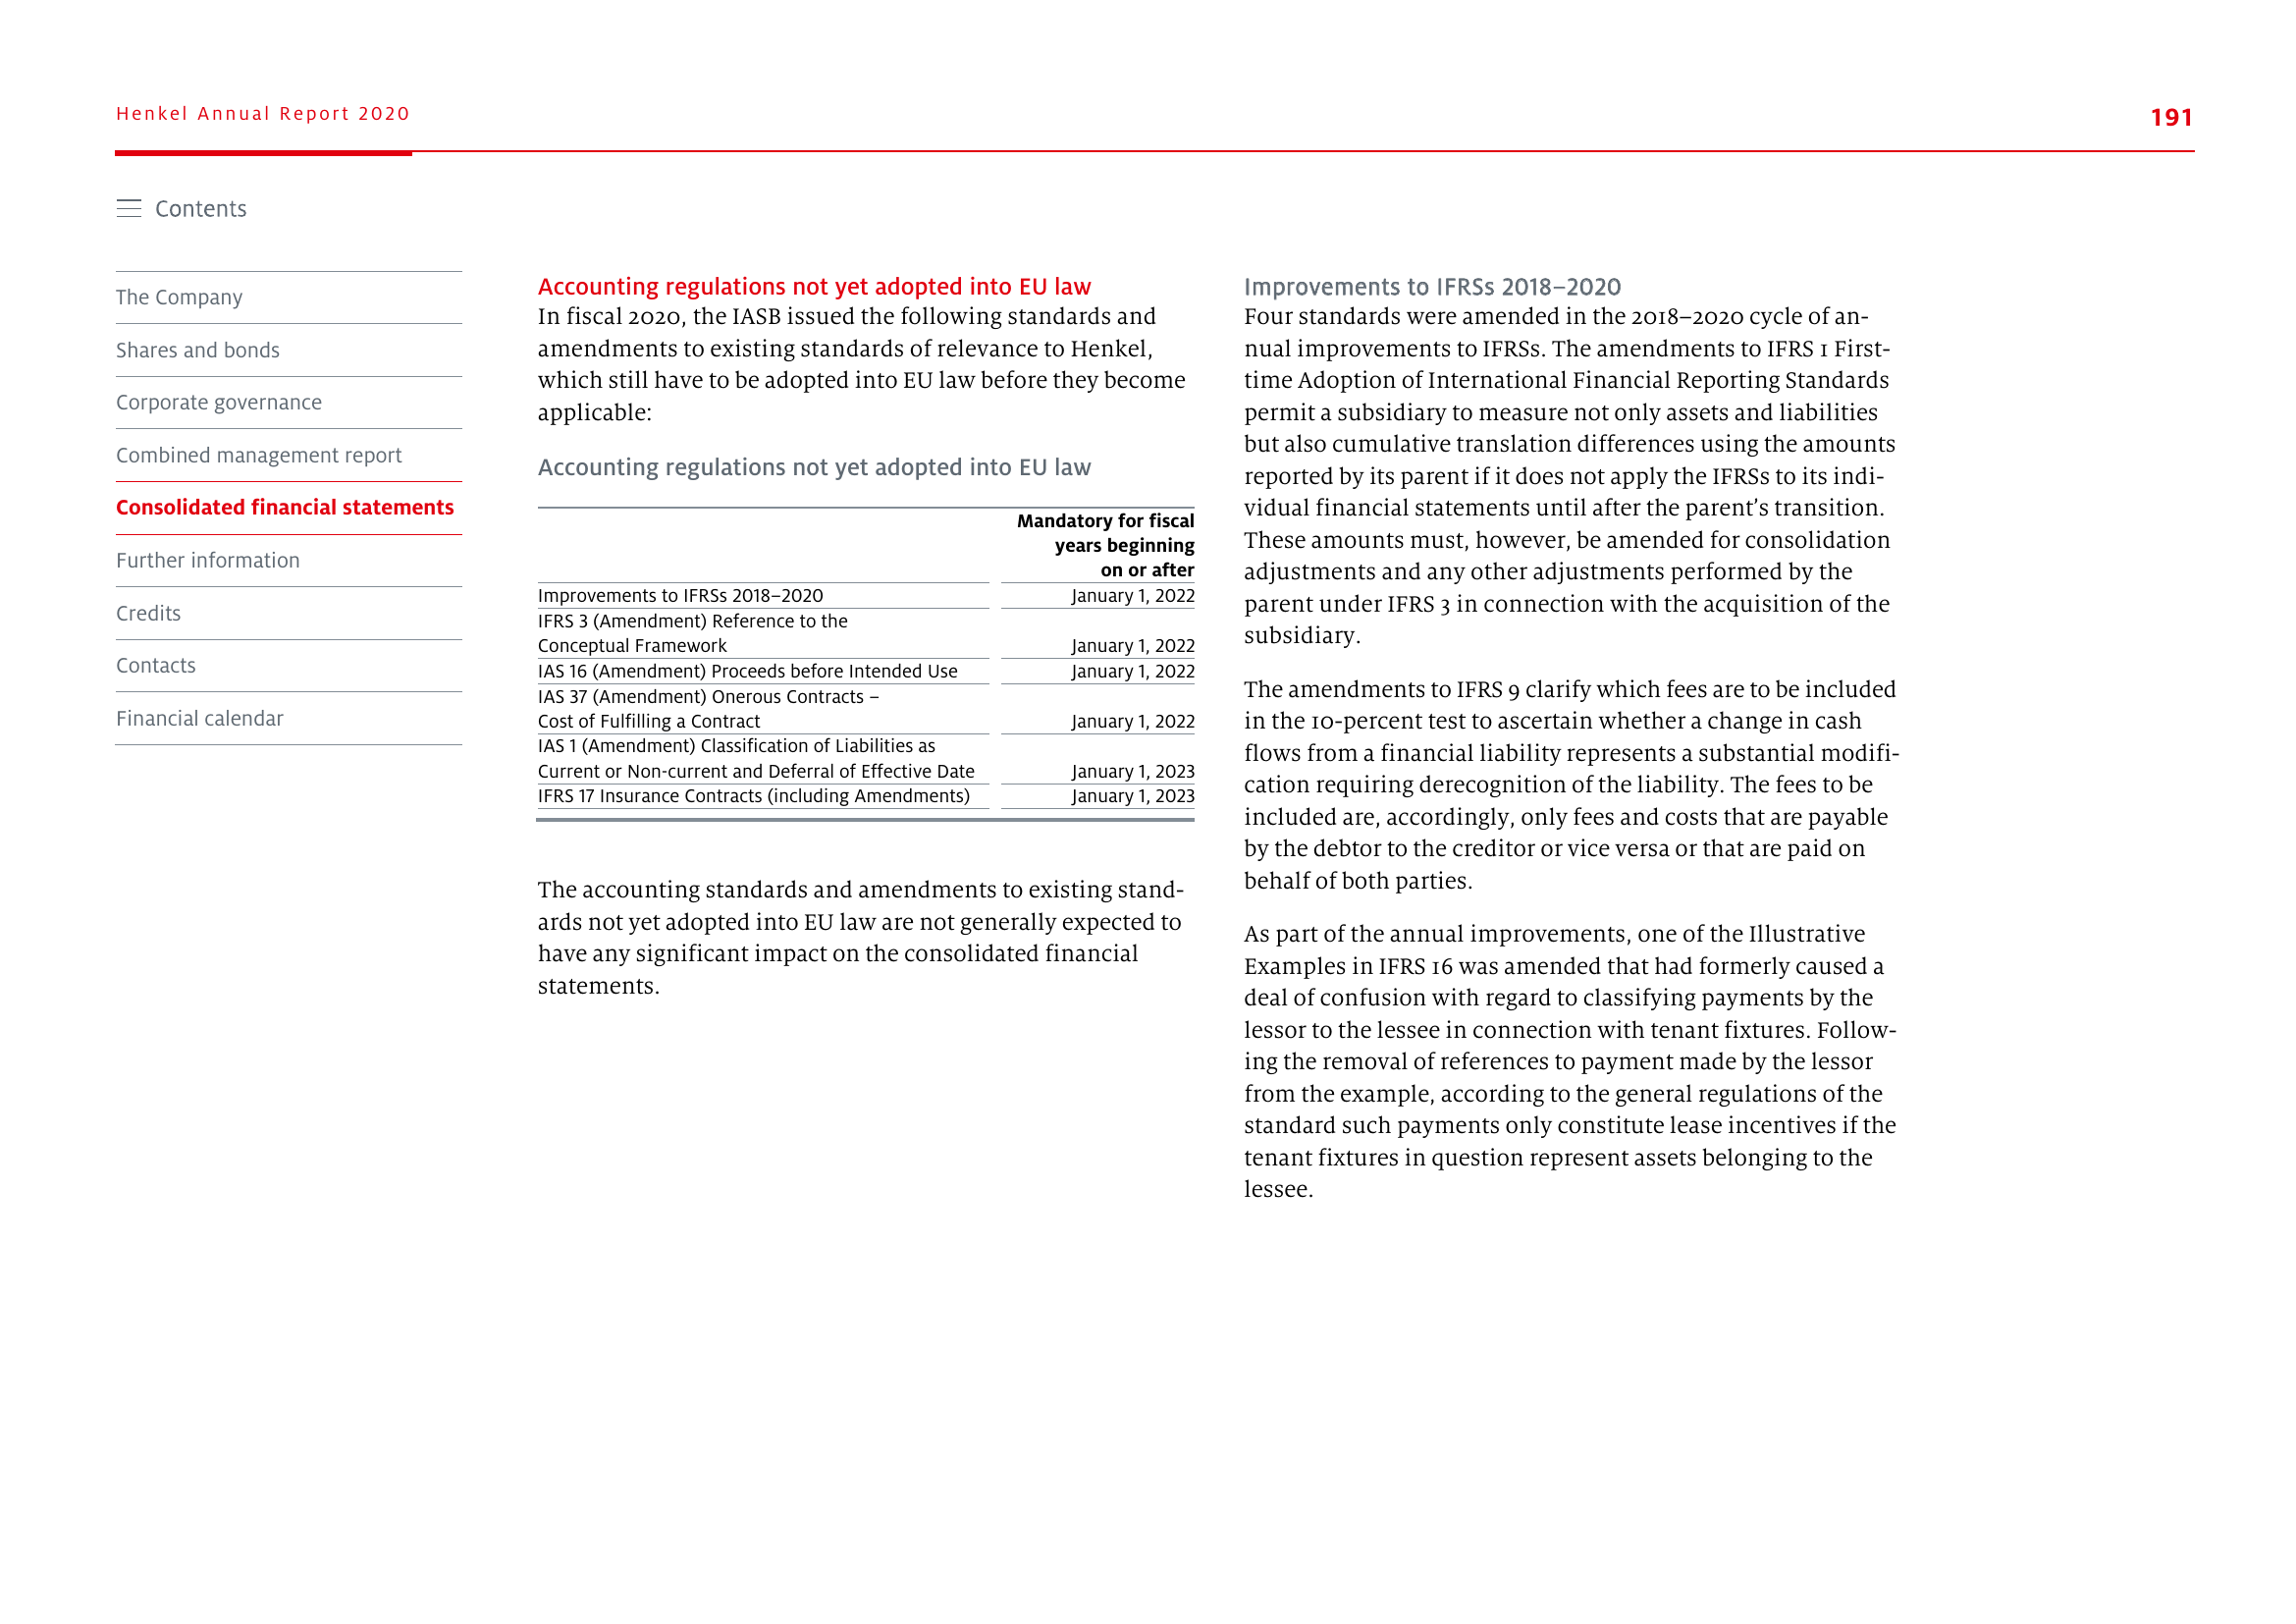 Henkel Annual Report 2020
191
Contents
The Company
Shares and bonds
Corporate governance
Combined management report
Consolidated financial statements
Further information
Credits
Contacts
Financial calendar
Accounting regulations not yet adopted into EU law
In fiscal 2020, the IASB issued the following standards and
amendments to existing standards of relevance to Henkel,
which still have to be adopted into EU law before they become
applicable:
Accounting regulations not yet adopted into EU law
Mandatory for fiscal
years beginning
on or after
Improvements to IFRSs 2018–2020 January 1, 2022
IFRS 3 (Amendment) Reference to the
Conceptual Framework January 1, 2022
IAS 16 (Amendment) Proceeds before Intended Use January 1, 2022
IAS 37 (Amendment) Onerous Contracts –
Cost of Fulfilling a Contract January 1, 2022
IAS 1 (Amendment) Classification of Liabilities as
Current or Non-current and Deferral of Effective Date January 1, 2023
IFRS 17 Insurance Contracts (including Amendments) January 1, 2023
The accounting standards and amendments to existing stand-
ards not yet adopted into EU law are not generally expected to
have any significant impact on the consolidated financial
statements.
Improvements to IFRSs 2018–2020
Four standards were amended in the 2018–2020 cycle of an-
nual improvements to IFRSs. The amendments to IFRS 1 First-
time Adoption of International Financial Reporting Standards
permit a subsidiary to measure not only assets and liabilities
but also cumulative translation differences using the amounts
reported by its parent if it does not apply the IFRSs to its indi-
vidual financial statements until after the parent’s transition.
These amounts must, however, be amended for consolidation
adjustments and any other adjustments performed by the
parent under IFRS 3 in connection with the acquisition of the
subsidiary.
The amendments to IFRS 9 clarify which fees are to be included
in the 10-percent test to ascertain whether a change in cash
flows from a financial liability represents a substantial modifi-
cation requiring derecognition of the liability. The fees to be
included are, accordingly, only fees and costs that are payable
by the debtor to the creditor or vice versa or that are paid on
behalf of both parties.
As part of the annual improvements, one of the Illustrative
Examples in IFRS 16 was amended that had formerly caused a
deal of confusion with regard to classifying payments by the
lessor to the lessee in connection with tenant fixtures. Follow-
ing the removal of references to payment made by the lessor
from the example, according to the general regulations of the
standard such payments only constitute lease incentives if the
tenant fixtures in question represent assets belonging to the
lessee.